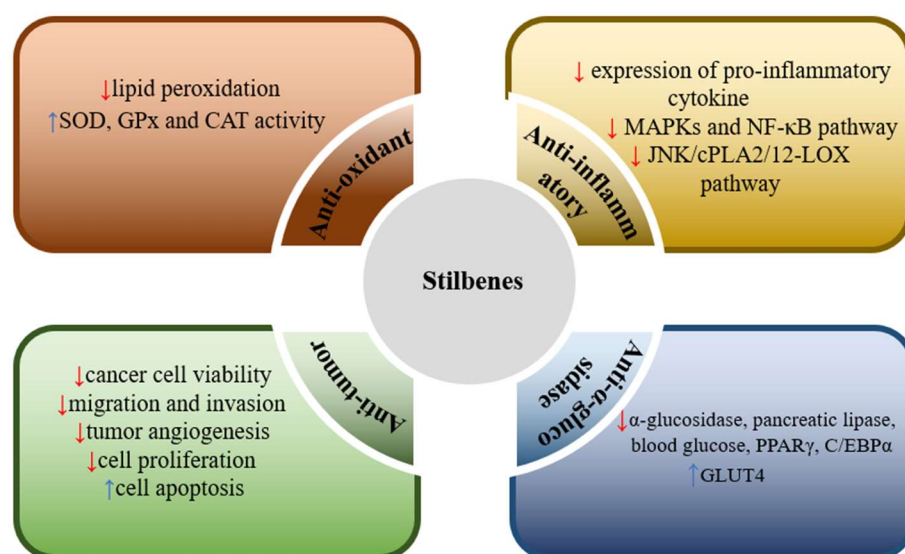 ↓lipid peroxidation
↑SOD, GPx and CAT activity
Anti-oxidant
↓ expression of pro-inflammatory
cytokine
↓ MAPKs and NF-κB pathway
↓ JNK/cPLA2/12-LOX
pathway
Anti-inflamm
atory
Stilbenes
↓cancer cell viability
↓migration and invasion
↓tumor angiogenesis
↓cell proliferation
↑cell apoptosis
Anti-tumor
Anti-α-gluco
sidase
↓α-glucosidase, pancreatic lipase,
blood glucose, PPARγ, C/EBPα
↑GLUT4